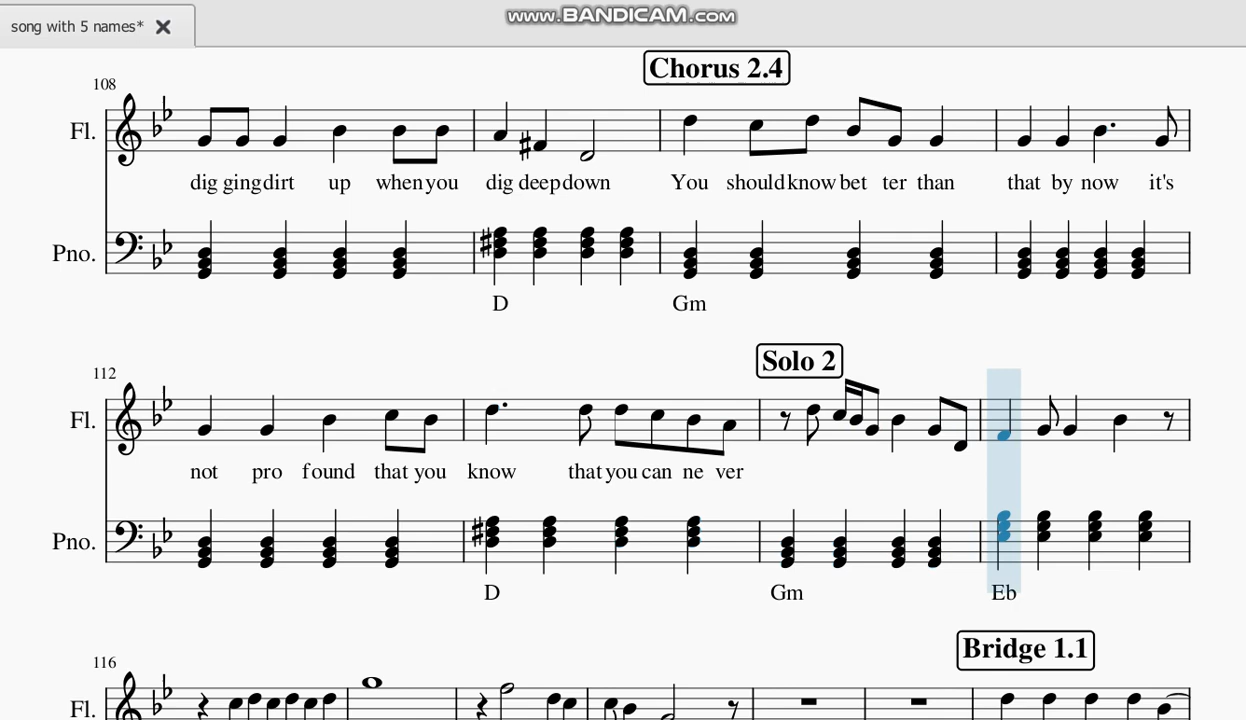 www.BANDICAM.com
song with 5 names*
Chorus 2.4
108
Fl.
dig ging dirt up when you dig deep down You should know bet ter than that by now it's
Pno.
D Gm
Solo 2
112
Fl.
not pro found that you know that you can ne ver
Pno.
D Gm Eb
Bridge 1.1
116
Fl.